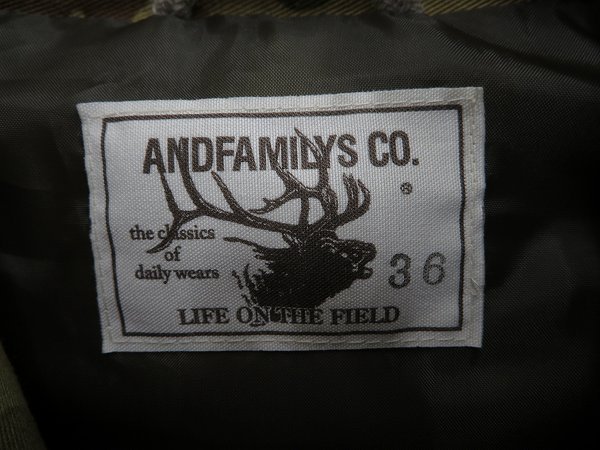 ANDFAMILYS CO.
®
the classics
of
daily wears
36
LIFE ON THE FIELD